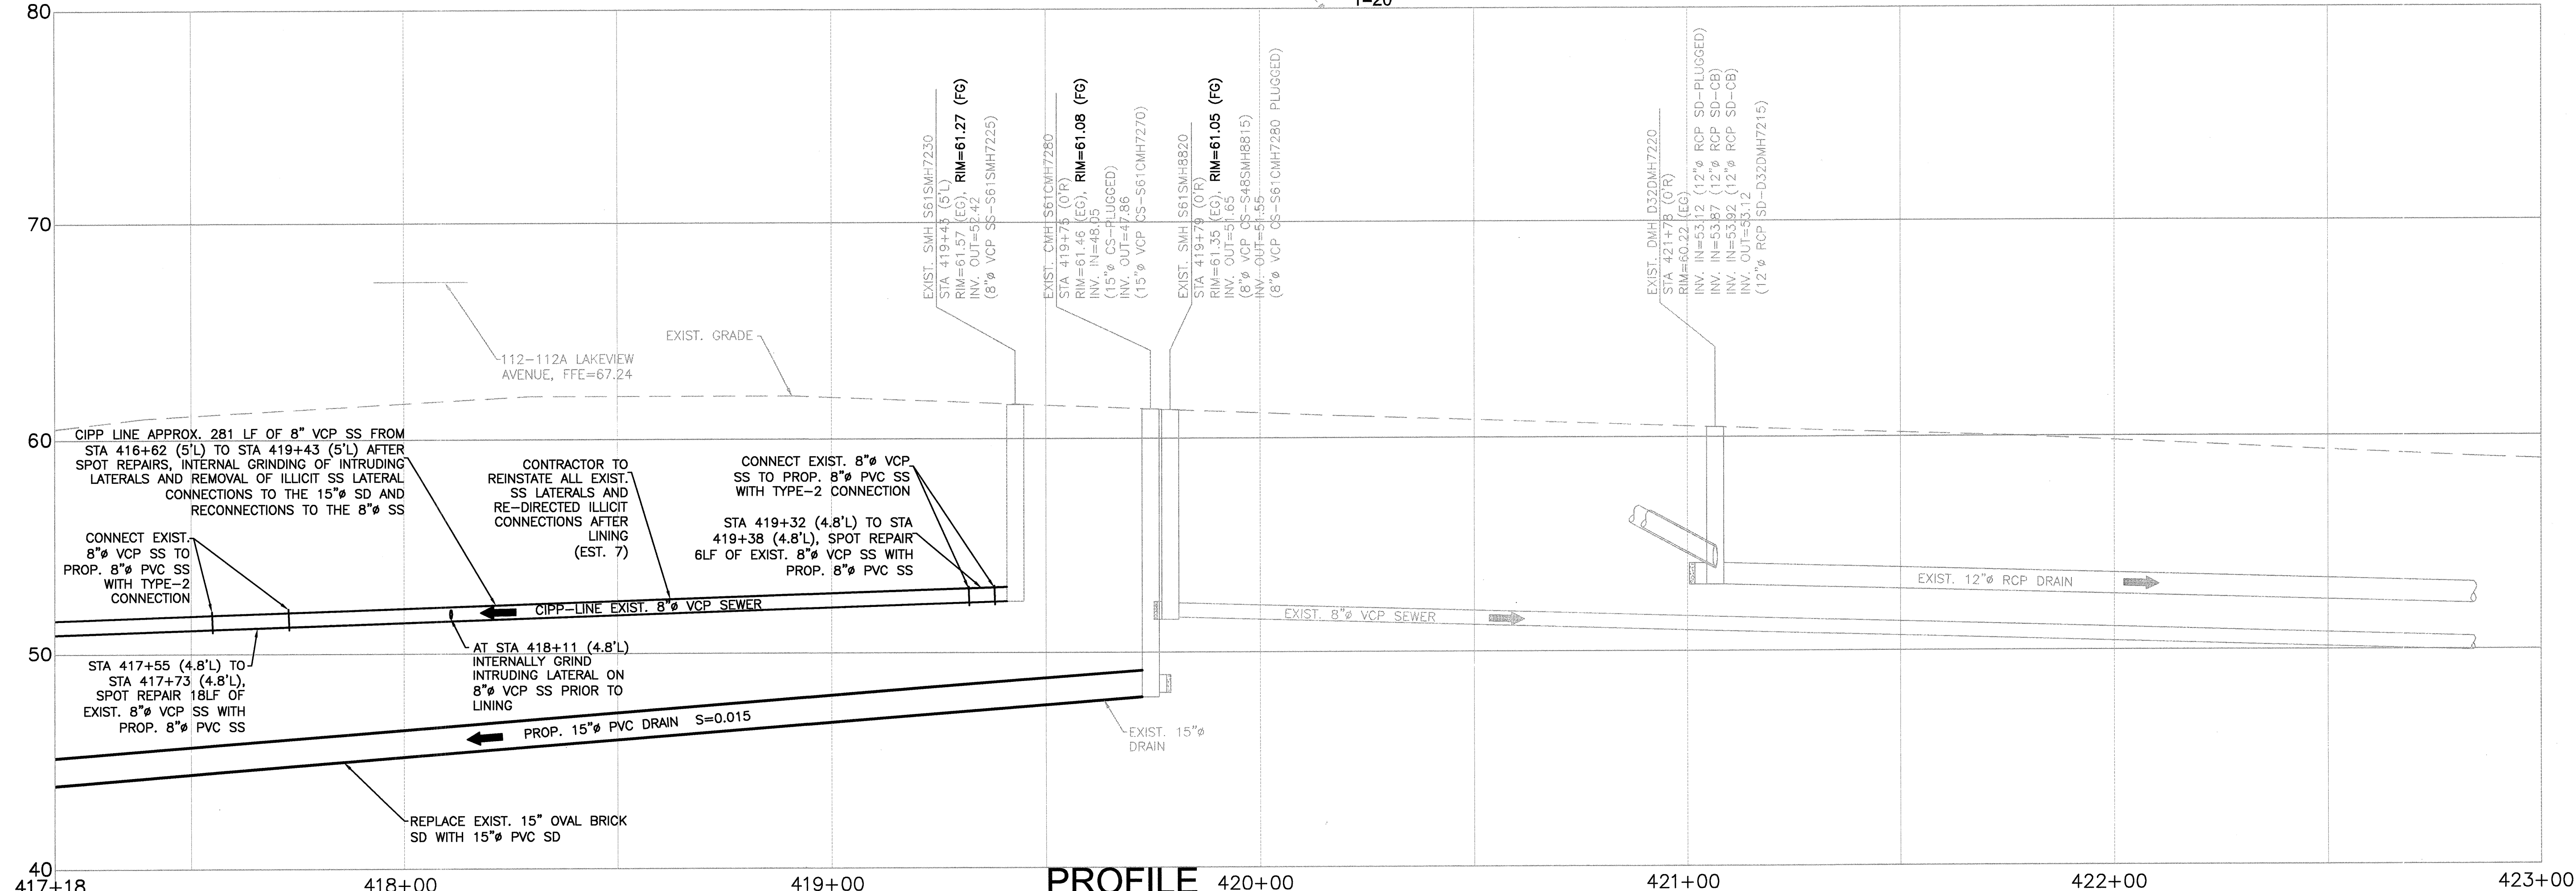 1=20
80
70
60
50
40
EXIST. SMH S61SMH7230
STA 419+43 (5'L)
RIM=61.57 (EG), RIM=61.27 (FG)
INV. OUT=52.42
(8"ø VCP SS-S61SMH7225)
EXIST. CMH S61CMH7280
STA 419+75 (0'R)
RIM=61.46 (EG), RIM=61.08 (FG)
INV. IN=48.05
(15"ø CS-PLUGGED)
INV. OUT=47.86
(15"ø VCP CS-S61CMH7270)
EXIST. SMH S61SMH8820
STA 419+79 (0'R)
RIM=61.35 (EG), RIM=61.05 (FG)
INV. OUT=51.65
(8"ø VCP CS-S48SMH8815)
INV. OUT=51.55
(8"ø VCP CS-S61CMH7280 PLUGGED)
EXIST. DMH D32DMH7220
STA 421+78 (0'R)
RIM=60.22 (EG)
INV. IN=53.12 (12"ø RCP SD-PLUGGED)
INV. IN=53.87 (12"ø RCP SD-CB)
INV. IN=53.92 (12"ø RCP SD-CB)
INV. OUT=53.12
(12"ø RCP SD-D32DMH7215)
112-112A LAKEVIEW
AVENUE, FFE=67.24
EXIST. GRADE
CIPP LINE APPROX. 281 LF OF 8" VCP SS FROM
STA 416+62 (5'L) TO STA 419+43 (5'L) AFTER
SPOT REPAIRS, INTERNAL GRINDING OF INTRUDING
LATERALS AND REMOVAL OF ILLICIT SS LATERAL
CONNECTIONS TO THE 15"ø SD AND
RECONNECTIONS TO THE 8"ø SS
CONTRACTOR TO
REINSTATE ALL EXIST.
SS LATERALS AND
RE-DIRECTED ILLICIT
CONNECTIONS AFTER
LINING
(EST. 7)
CONNECT EXIST. 8"ø VCP
SS TO PROP. 8"ø PVC SS
WITH TYPE-2 CONNECTION
STA 419+32 (4.8'L) TO STA
419+38 (4.8'L), SPOT REPAIR
6LF OF EXIST. 8"ø VCP SS WITH
PROP. 8"ø PVC SS
CONNECT EXIST.
8"ø VCP SS TO
PROP. 8"ø PVC SS
WITH TYPE-2
CONNECTION
CIPP-LINE EXIST. 8"ø VCP SEWER
EXIST. 8"ø VCP SEWER
EXIST. 12"ø RCP DRAIN
STA 417+55 (4.8'L) TO
STA 417+73 (4.8'L),
SPOT REPAIR 18LF OF
EXIST. 8"ø VCP SS WITH
PROP. 8"ø PVC SS
AT STA 418+11 (4.8'L)
INTERNALLY GRIND
INTRUDING LATERAL ON
8"ø VCP SS PRIOR TO
LINING
PROP. 15"ø PVC DRAIN S=0.015
EXIST. 15"ø
DRAIN
REPLACE EXIST. 15" OVAL BRICK
SD WITH 15"ø PVC SD
417+18
418+00
419+00
PROFILE
420+00
421+00
422+00
423+00